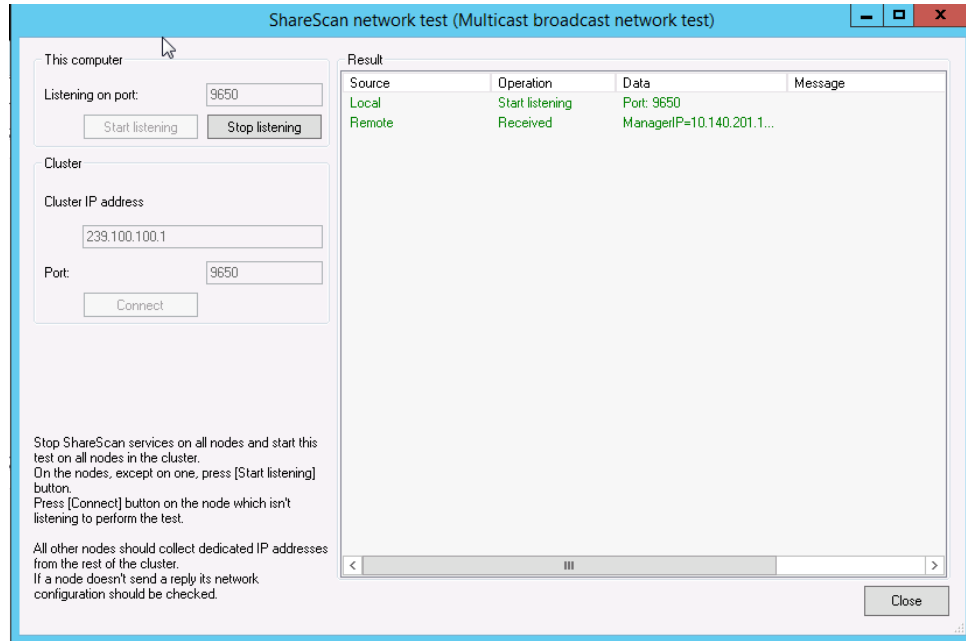 ShareScan network test (Multicast broadcast network test)
This computer
Listening on port:
9650
Start listening
Stop listening
Cluster
Cluster IP address
239.100.100.1
Port:
9650
Connect
Stop ShareScan services on all nodes and start this
test on all nodes in the cluster.
On the nodes, except on one, press [Start listening]
button.
Press [Connect] button on the node which isn't
listening to perform the test.
All other nodes should collect dedicated IP addresses
from the rest of the cluster.
If a node doesn't send a reply its network
configuration should be checked.
Result
Source Operation Data Message
Local Start listening Port: 9650
Remote Received ManagerIP=10.140.201.1...
Close